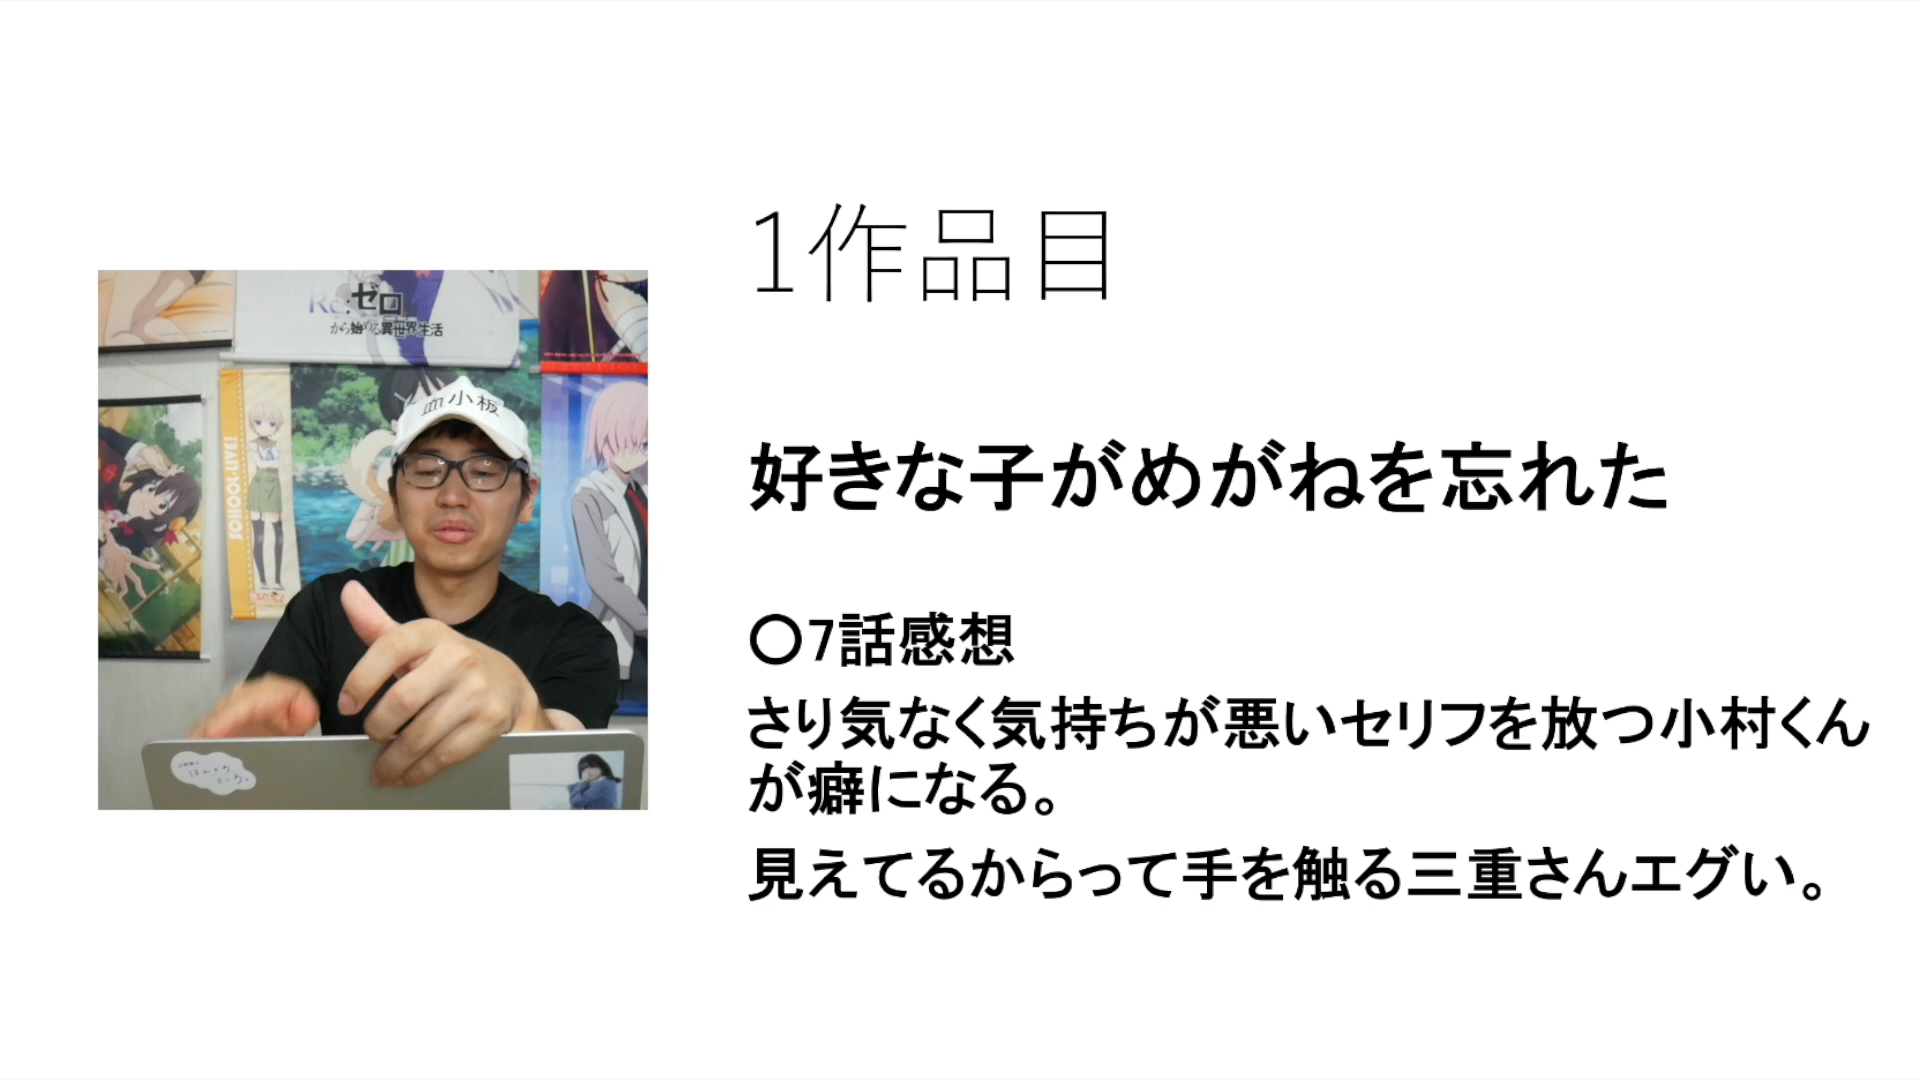 1作品目
好きな子がめがねを忘れた
〇7話感想
さり気なく気持ちが悪いセリフを放つ小村くん
が癖になる。
見えてるからって手を触る三重さんエグい。
Re:ゼロ
から始める異世界生活
血小板
SCHOOL-LIVE!